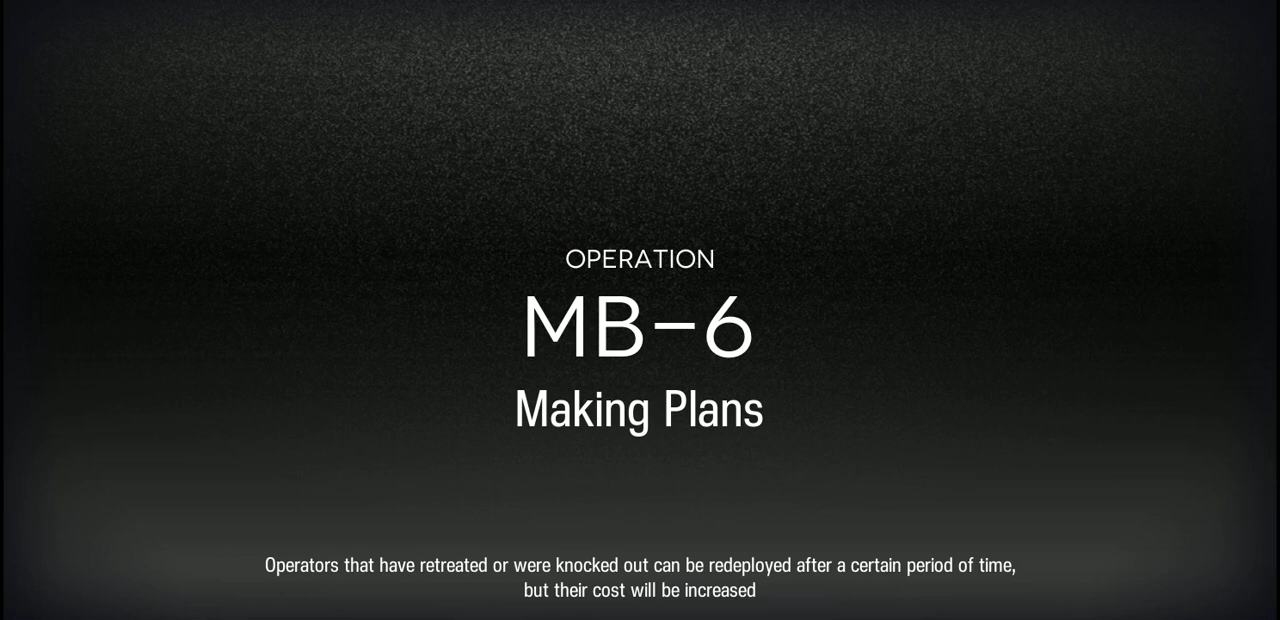 OPERATION
MB-6
Making Plans
Operators that have retreated or were knocked out can be redeployed after a certain period of time,
but their cost will be increased